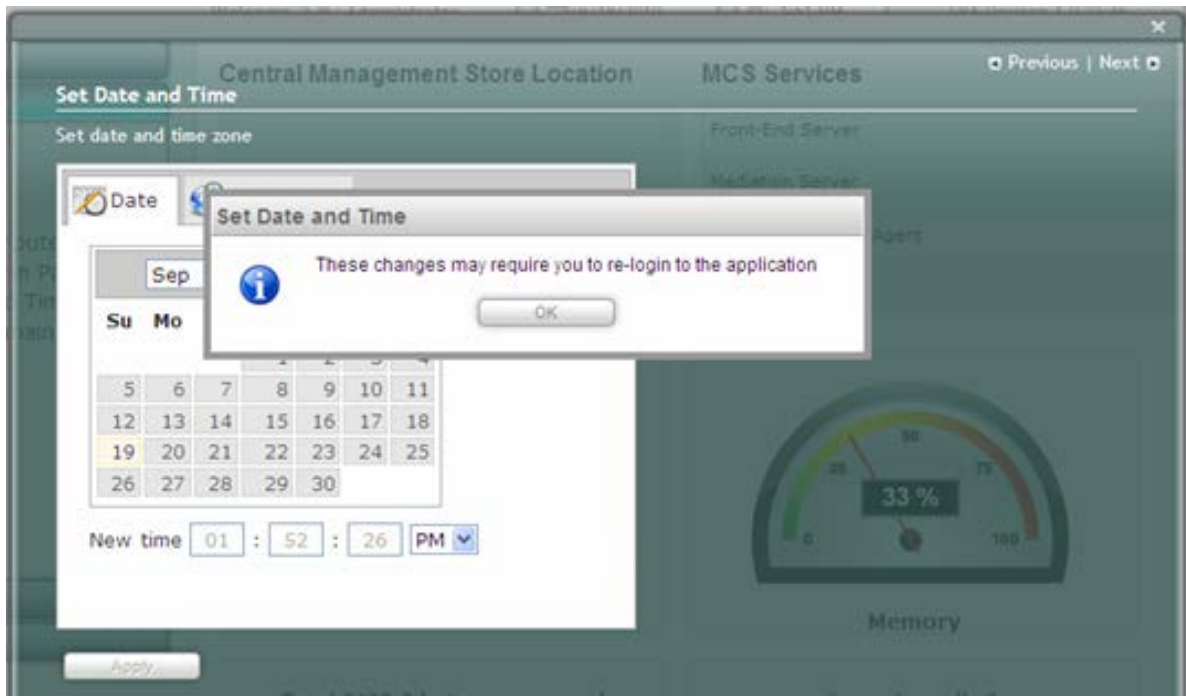 Previous | Next
Central Management Store Location
MCS Services
Set Date and Time
Set date and time zone
Front-End Server
Mediation Server
Agent
Date
Set Date and Time
These changes may require you to re-login to the application
OK
Sep
Su Mo
1 2 3 4
5 6 7 8 9 10 11
12 13 14 15 16 17 18
19 20 21 22 23 24 25
26 27 28 29 30
New time 01 : 52 : 26 PM
0 25 50 75 100
33 %
Memory
Apply